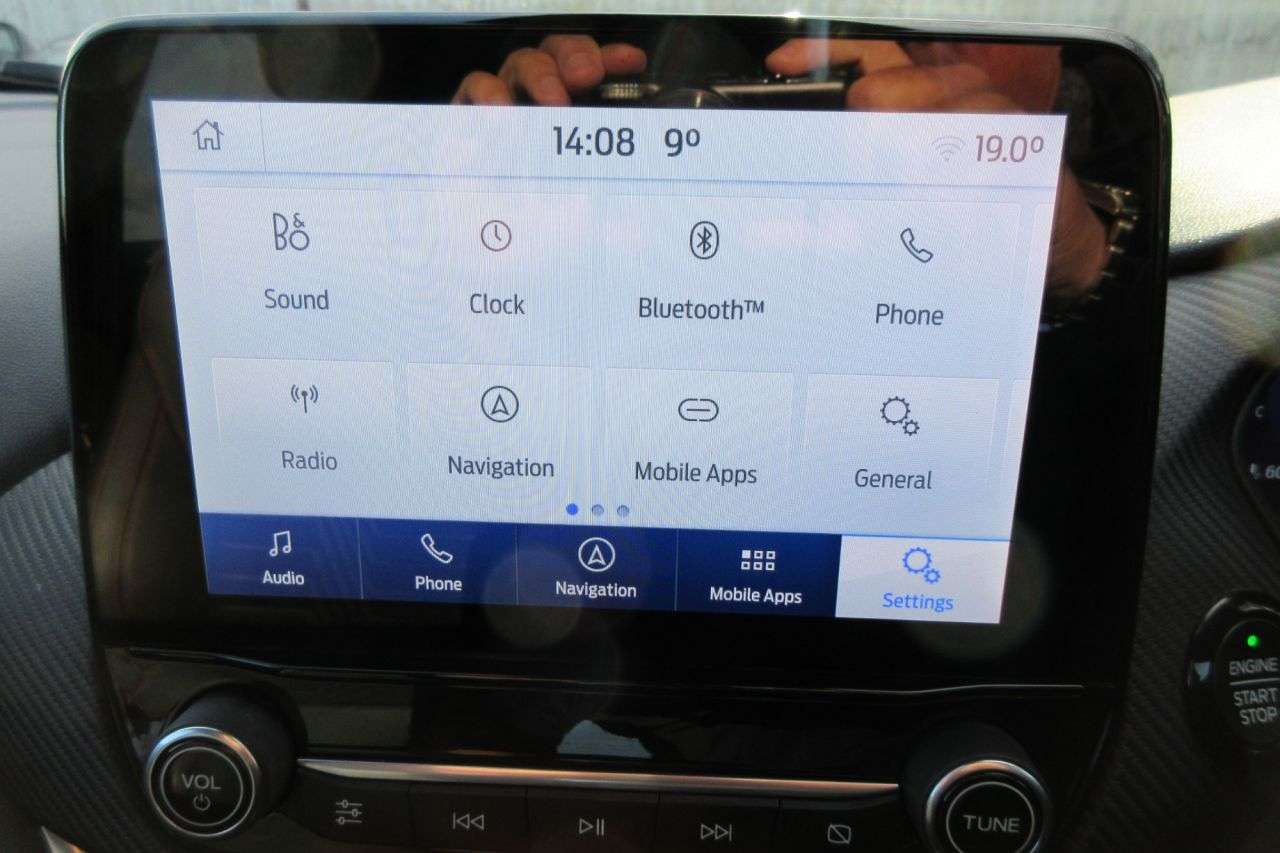 14:08 9º 19.0º
B&O
Sound Clock Bluetooth™ Phone
Radio Navigation Mobile Apps General
Audio Phone Navigation Mobile Apps Settings
ENGINE
START
STOP
VOL
TUNE
C